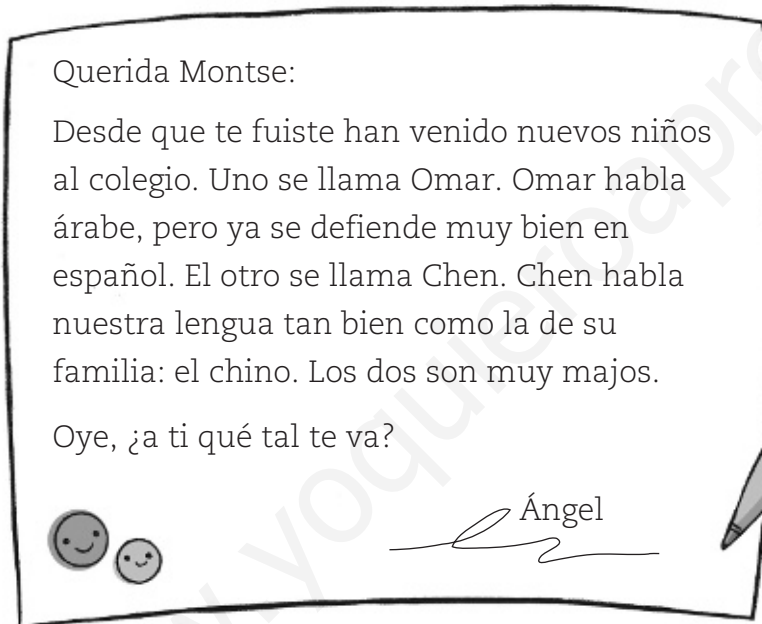 Querida Montse:
Desde que te fuiste han venido nuevos niños
al colegio. Uno se llama Omar. Omar habla
árabe, pero ya se defiende muy bien en
español. El otro se llama Chen. Chen habla
nuestra lengua tan bien como la de su
familia: el chino. Los dos son muy majos.
Oye, ¿a ti qué tal te va?
Ángel